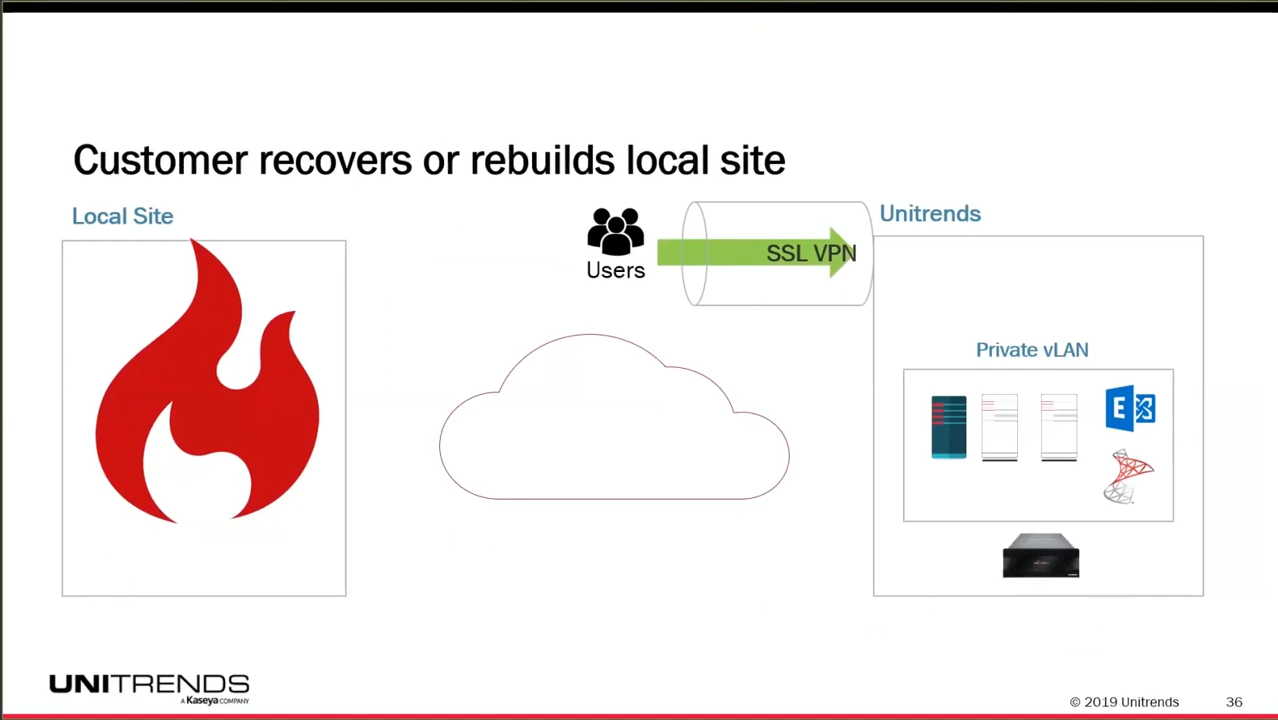 Customer recovers or rebuilds local site
Local Site
Users
SSL VPN
Unitrends
Private vLAN
E
UNITRENDS
A Kaseya COMPANY
© 2019 Unitrends
36